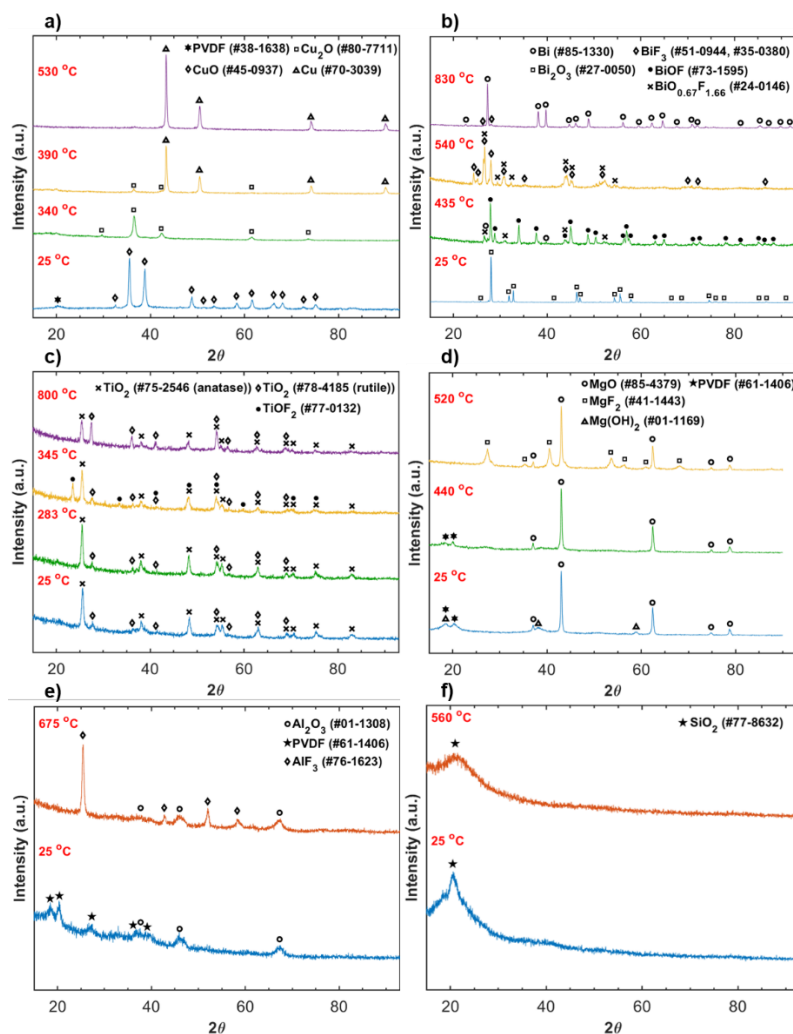 a)
✷PVDF (#38-1638) □Cu2O (#80-7711)
◇CuO (#45-0937) △Cu (#70-3039)
530 °C
390 °C
340 °C
25 °C
Intensity (a.u.)
20 40 60 80
2θ
b)
○Bi (#85-1330) ◇BiF3 (#51-0944, #35-0380)
□Bi2O3 (#27-0050) ●BiOF (#73-1595)
×BiO0.67F1.66 (#24-0146)
830 °C
540 °C
435 °C
25 °C
Intensity (a.u.)
20 40 60 80
2θ
c)
×TiO2 (#75-2546 (anatase)) ◇TiO2 (#78-4185 (rutile))
●TiOF2 (#77-0132)
800 °C
345 °C
283 °C
25 °C
Intensity (a.u.)
20 40 60 80
2θ
d)
○MgO (#85-4379) ★PVDF (#61-1406)
□MgF2 (#41-1443)
△Mg(OH)2 (#01-1169)
520 °C
440 °C
25 °C
Intensity (a.u.)
20 40 60 80
2θ
e)
○Al2O3 (#01-1308)
★PVDF (#61-1406)
◇AlF3 (#76-1623)
675 °C
25 °C
Intensity (a.u.)
20 40 60 80
2θ
f)
★SiO2 (#77-8632)
560 °C
25 °C
Intensity (a.u.)
20 40 60 80
2θ